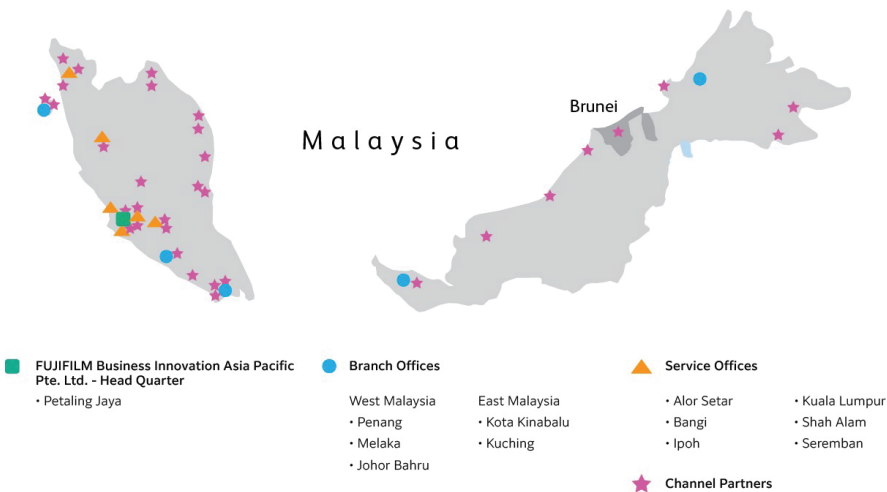 Brunei
Malaysia
FUJIFILM Business Innovation Asia Pacific
Pte. Ltd. - Head Quarter
• Petaling Jaya
Branch Offices
West Malaysia
• Penang
• Melaka
• Johor Bahru
East Malaysia
• Kota Kinabalu
• Kuching
Service Offices
• Alor Setar
• Bangi
• Ipoh
• Kuala Lumpur
• Shah Alam
• Seremban
Channel Partners